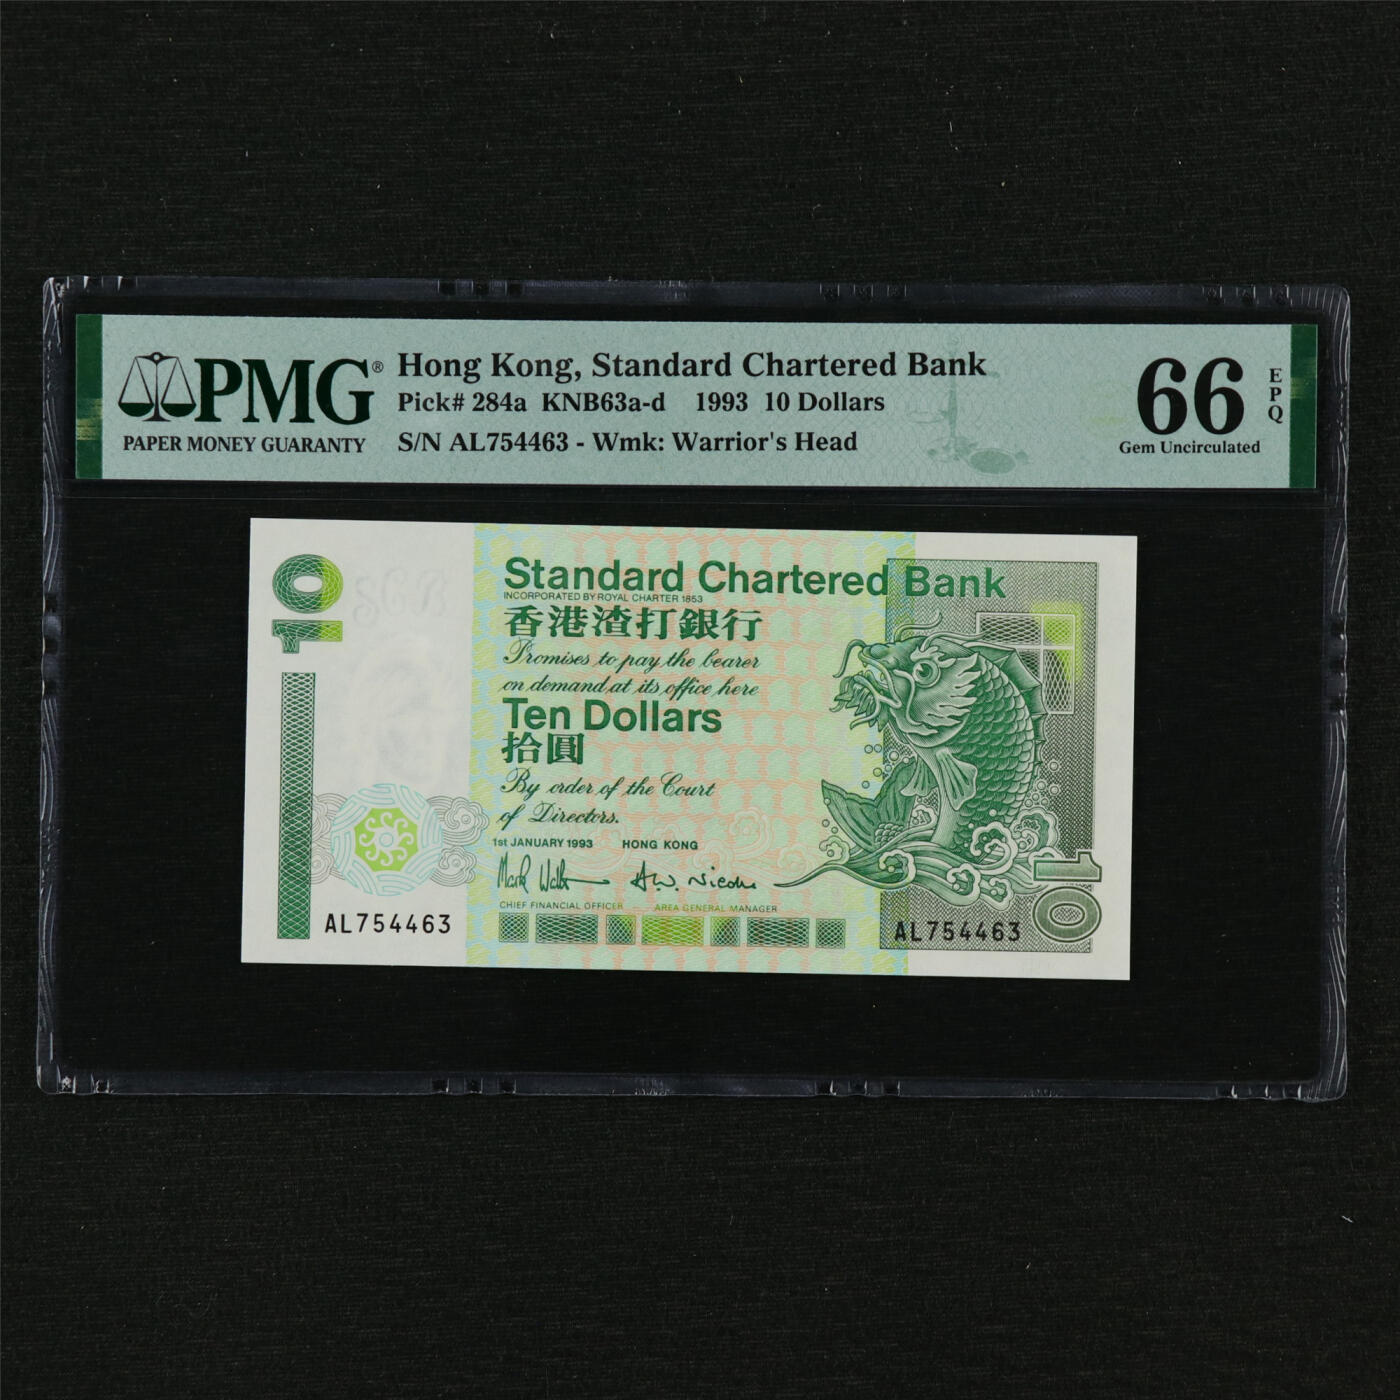 PMG®
PAPER MONEY GUARANTY
Hong Kong, Standard Chartered Bank
Pick# 284a KNB63a-d 1993 10 Dollars
S/N AL754463 - Wmk: Warrior's Head
66
EPQ
Gem Uncirculated
10
Standard Chartered Bank
INCORPORATED BY ROYAL CHARTER 1853
香港渣打銀行
Promises to pay the bearer
on demand at its office here
Ten Dollars
拾圓
By order of the Court
of Directors.
1st JANUARY 1993 HONG KONG
CHIEF FINANCIAL OFFICER AREA GENERAL MANAGER
AL754463
AL754463
10